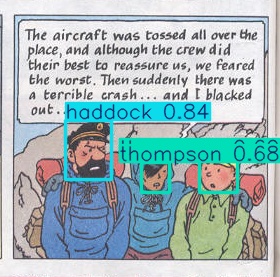 The aircraft was tossed all over the
place, and although the crew did
their best to reassure us, we feared
the worst. Then suddenly there was
a terrible crash... and I blacked
out..
haddock 0.84
thompson 0.68